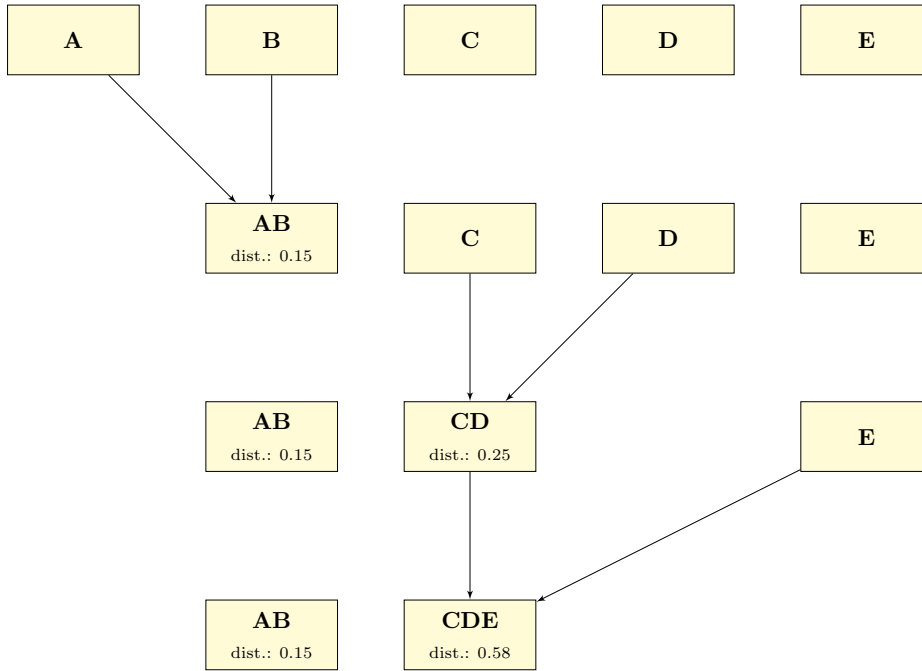 A
B
C
D
E
AB
dist.: 0.15
C
D
E
AB
dist.: 0.15
CD
dist.: 0.25
E
AB
dist.: 0.15
CDE
dist.: 0.58